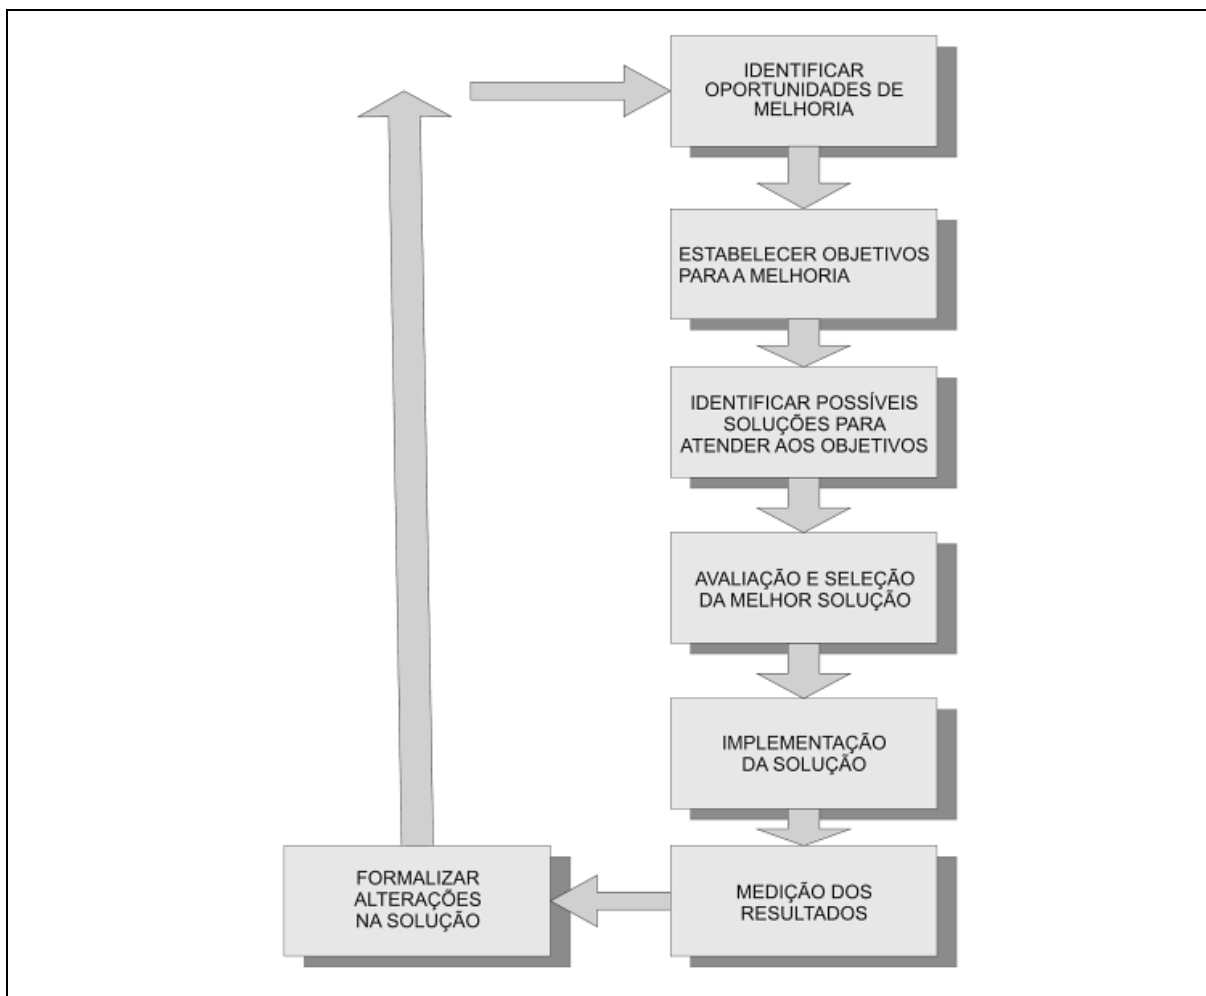 IDENTIFICAR
OPORTUNIDADES DE
MELHORIA
ESTABELECER OBJETIVOS
PARA A MELHORIA
IDENTIFICAR POSSÍVEIS
SOLUÇÕES PARA
ATENDER AOS OBJETIVOS
AVALIAÇÃO E SELEÇÃO
DA MELHOR SOLUÇÃO
IMPLEMENTAÇÃO
DA SOLUÇÃO
MEDIÇÃO DOS
RESULTADOS
FORMALIZAR
ALTERAÇÕES
NA SOLUÇÃO